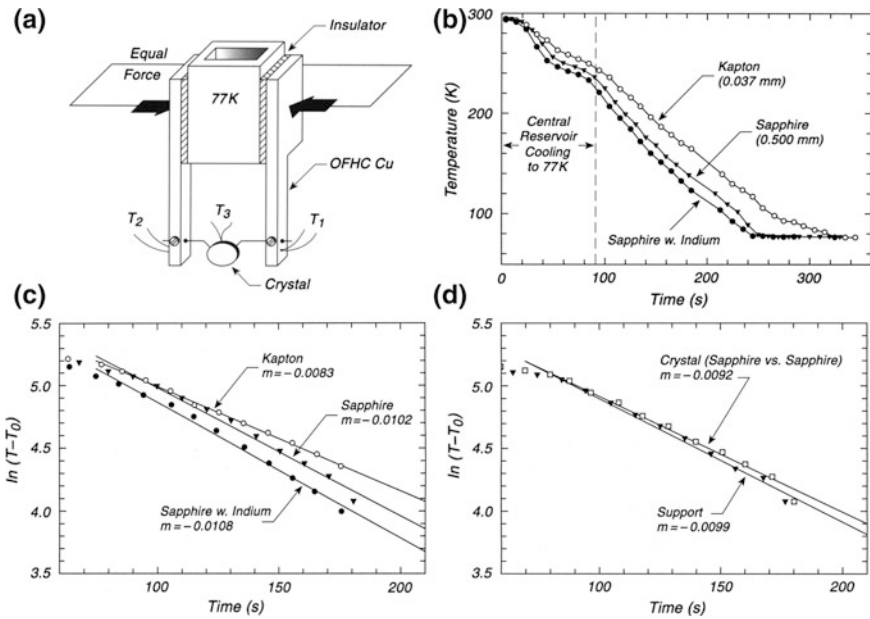 (a)
Insulator
Equal
Force
77K
OFHC Cu
T₂
T₃
T₁
Crystal
(b)
300
200
100
Temperature (K)
Kapton
(0.037 mm)
Sapphire
(0.500 mm)
Central
Reservoir
Cooling
to 77K
Sapphire w. Indium
0
100
200
300
Time (s)
(c)
5.5
5.0
4.5
4.0
3.5
ln (T–T₀)
Kapton
m=–0.0083
Sapphire
m=–0.0102
Sapphire w. Indium
m=–0.0108
100
150
200
Time (s)
(d)
5.5
5.0
4.5
4.0
3.5
ln (T–T₀)
Crystal (Sapphire vs. Sapphire)
m=–0.0092
Support
m=–0.0099
100
150
200
Time (s)